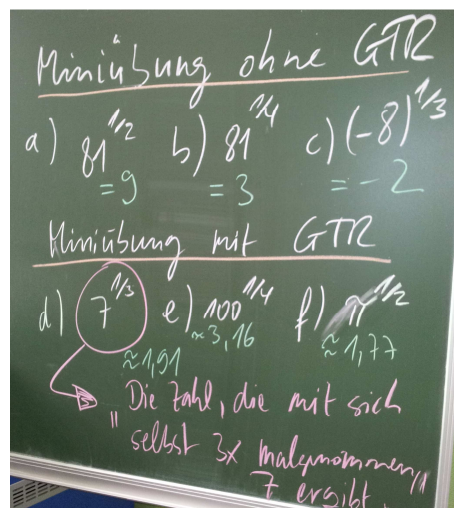 Miniübung ohne GTR
a) 81^1/2 b) 81^1/4 c) (-8)^1/3
=9 =3 =-2
Miniübung mit GTR
d) 7^1/3 e) 100^1/4 f) π^1/2
≈1,91 ≈3,16 ≈1,77
"Die Zahl, die mit sich
selbst 3x malgenommen,"
7 ergibt.